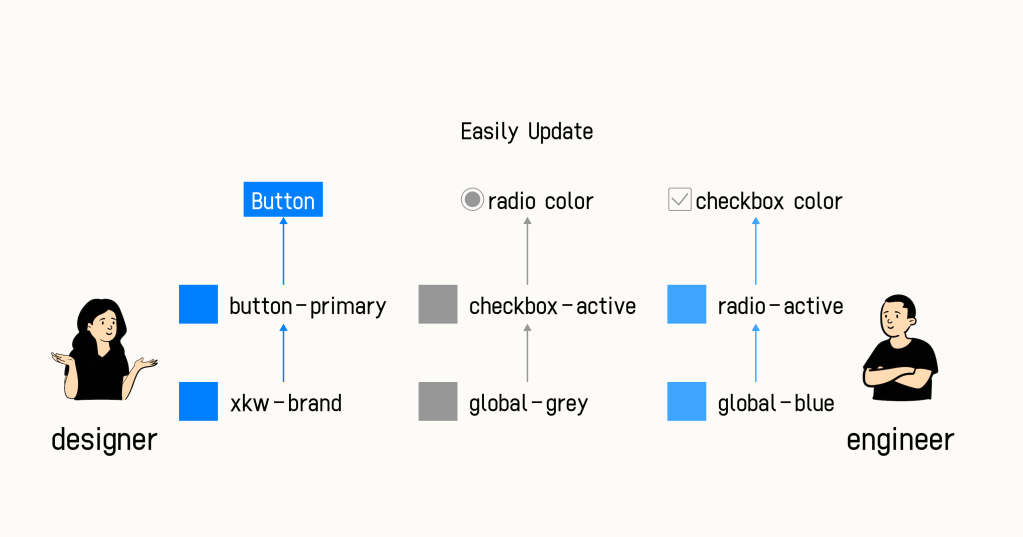 Easily Update
Button
radio color
checkbox color
button-primary
checkbox-active
radio-active
xkw-brand
global-grey
global-blue
designer
engineer